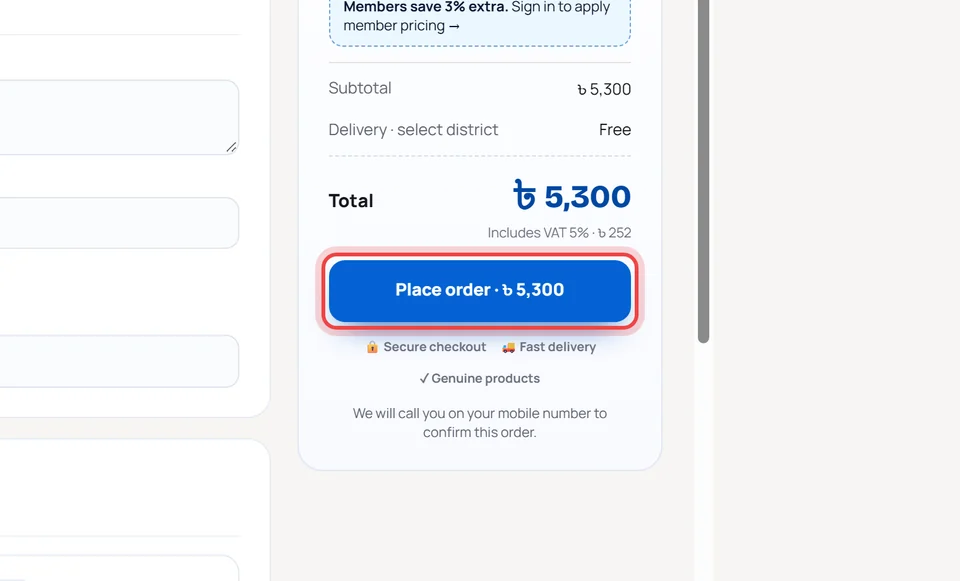 Members save 3% extra. Sign in to apply
member pricing →
Subtotal ৳ 5,300
Delivery · select district Free
Total ৳ 5,300
Includes VAT 5% · ৳ 252
Place order · ৳ 5,300
🔒 Secure checkout 🚚 Fast delivery
✓ Genuine products
We will call you on your mobile number to
confirm this order.